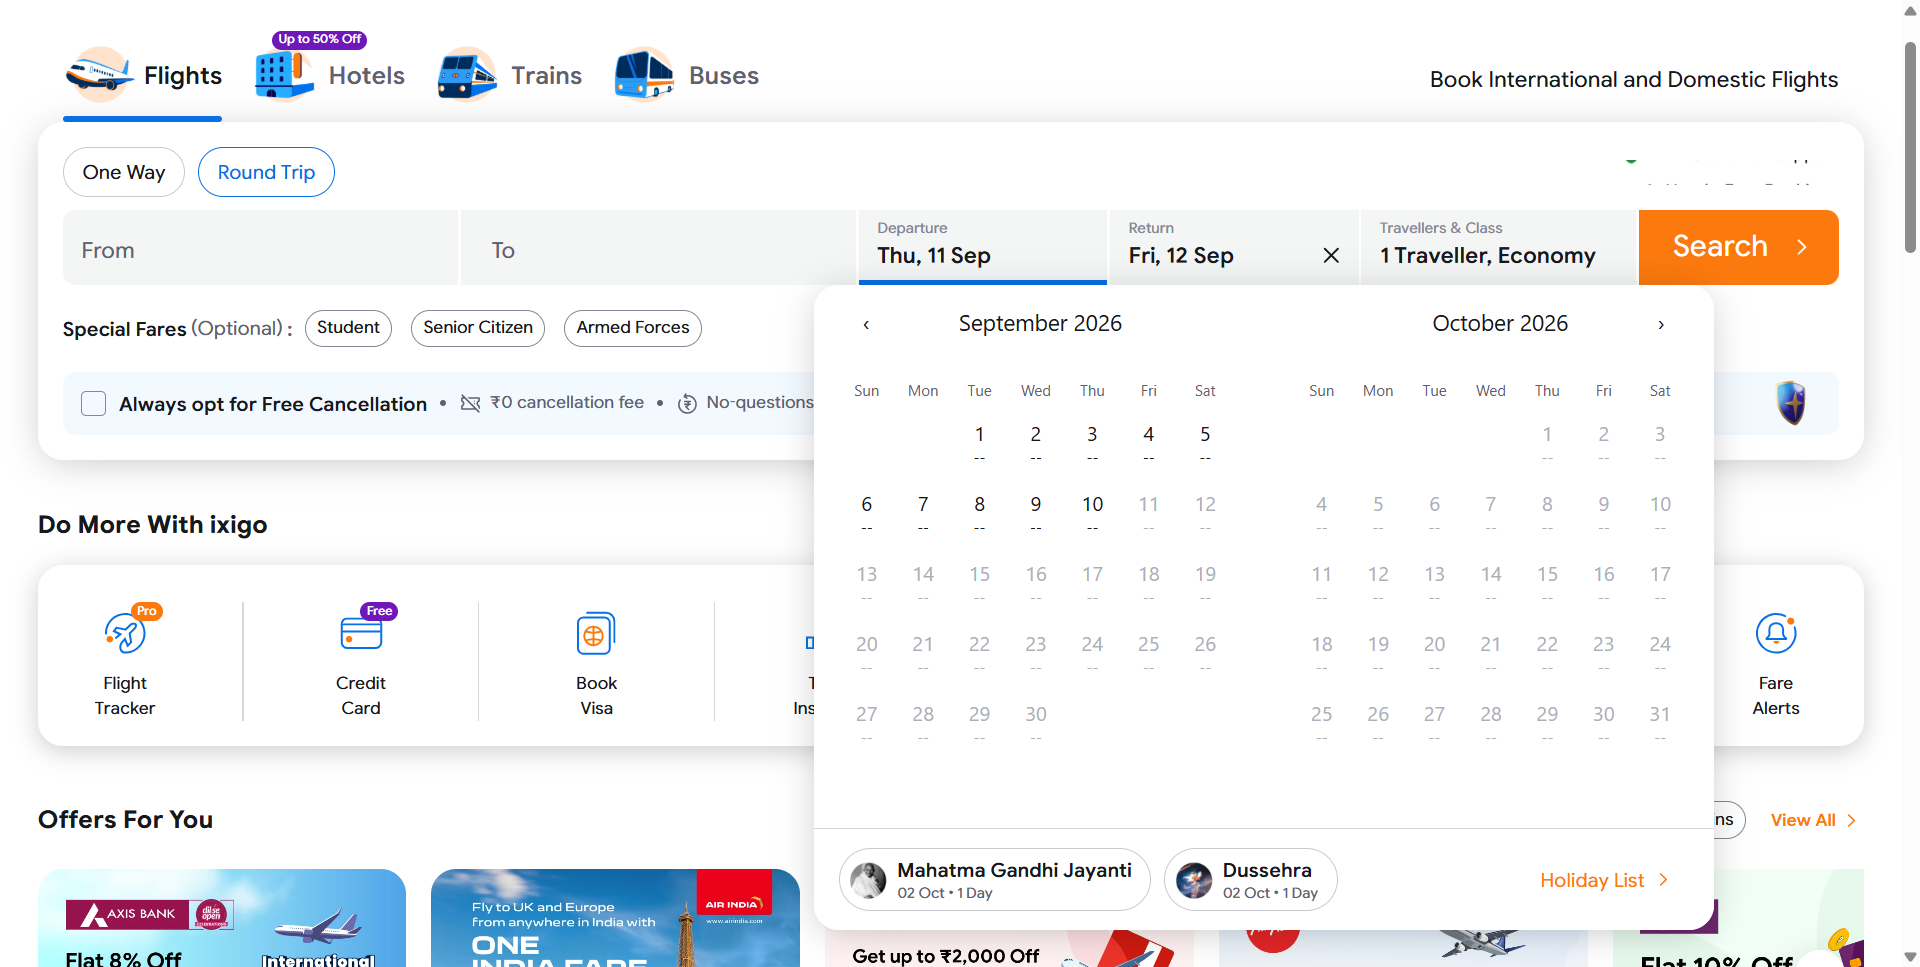 Up to 50% Off
Flights
Hotels
Trains
Buses
Book International and Domestic Flights
One Way
Round Trip
From
To
Departure
Thu, 11 Sep
Return
Fri, 12 Sep
Travellers & Class
1 Traveller, Economy
Search
Special Fares (Optional) :
Student
Senior Citizen
Armed Forces
Always opt for Free Cancellation • ₹0 cancellation fee • No-questions
September 2026
Sun Mon Tue Wed Thu Fri Sat
1 2 3 4 5
-- -- -- -- --
6 7 8 9 10 11 12
-- -- -- -- -- -- --
13 14 15 16 17 18 19
-- -- -- -- -- -- --
20 21 22 23 24 25 26
-- -- -- -- -- -- --
27 28 29 30
-- -- -- --
October 2026
Sun Mon Tue Wed Thu Fri Sat
1 2 3
-- -- --
4 5 6 7 8 9 10
-- -- -- -- -- -- --
11 12 13 14 15 16 17
-- -- -- -- -- -- --
18 19 20 21 22 23 24
-- -- -- -- -- -- --
25 26 27 28 29 30 31
-- -- -- -- -- -- --
Mahatma Gandhi Jayanti
02 Oct • 1 Day
Dussehra
02 Oct • 1 Day
Holiday List
Do More With ixigo
Pro
Flight
Tracker
Free
Credit
Card
Book
Visa
T
Ins
Fare
Alerts
Offers For You
ns
View All
AXIS BANK
dil se open
Flat 8% Off
International
Fly to UK and Europe
from anywhere in India with
ONE
INDIA FARE
AIR INDIA
www.airindia.com
Get up to ₹2,000 Off
Flat 10% Off